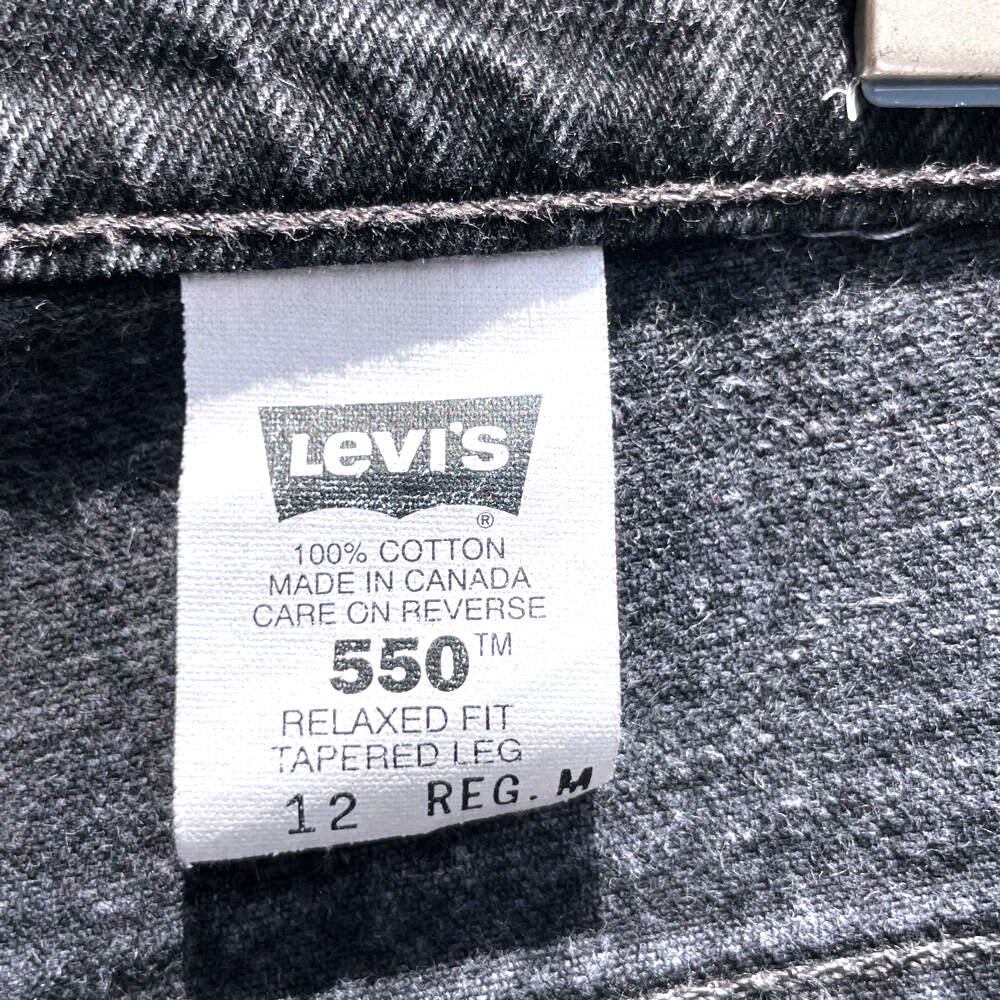 Levi's
®
100% COTTON
MADE IN CANADA
CARE ON REVERSE
550™
RELAXED FIT
TAPERED LEG
12 REG. M